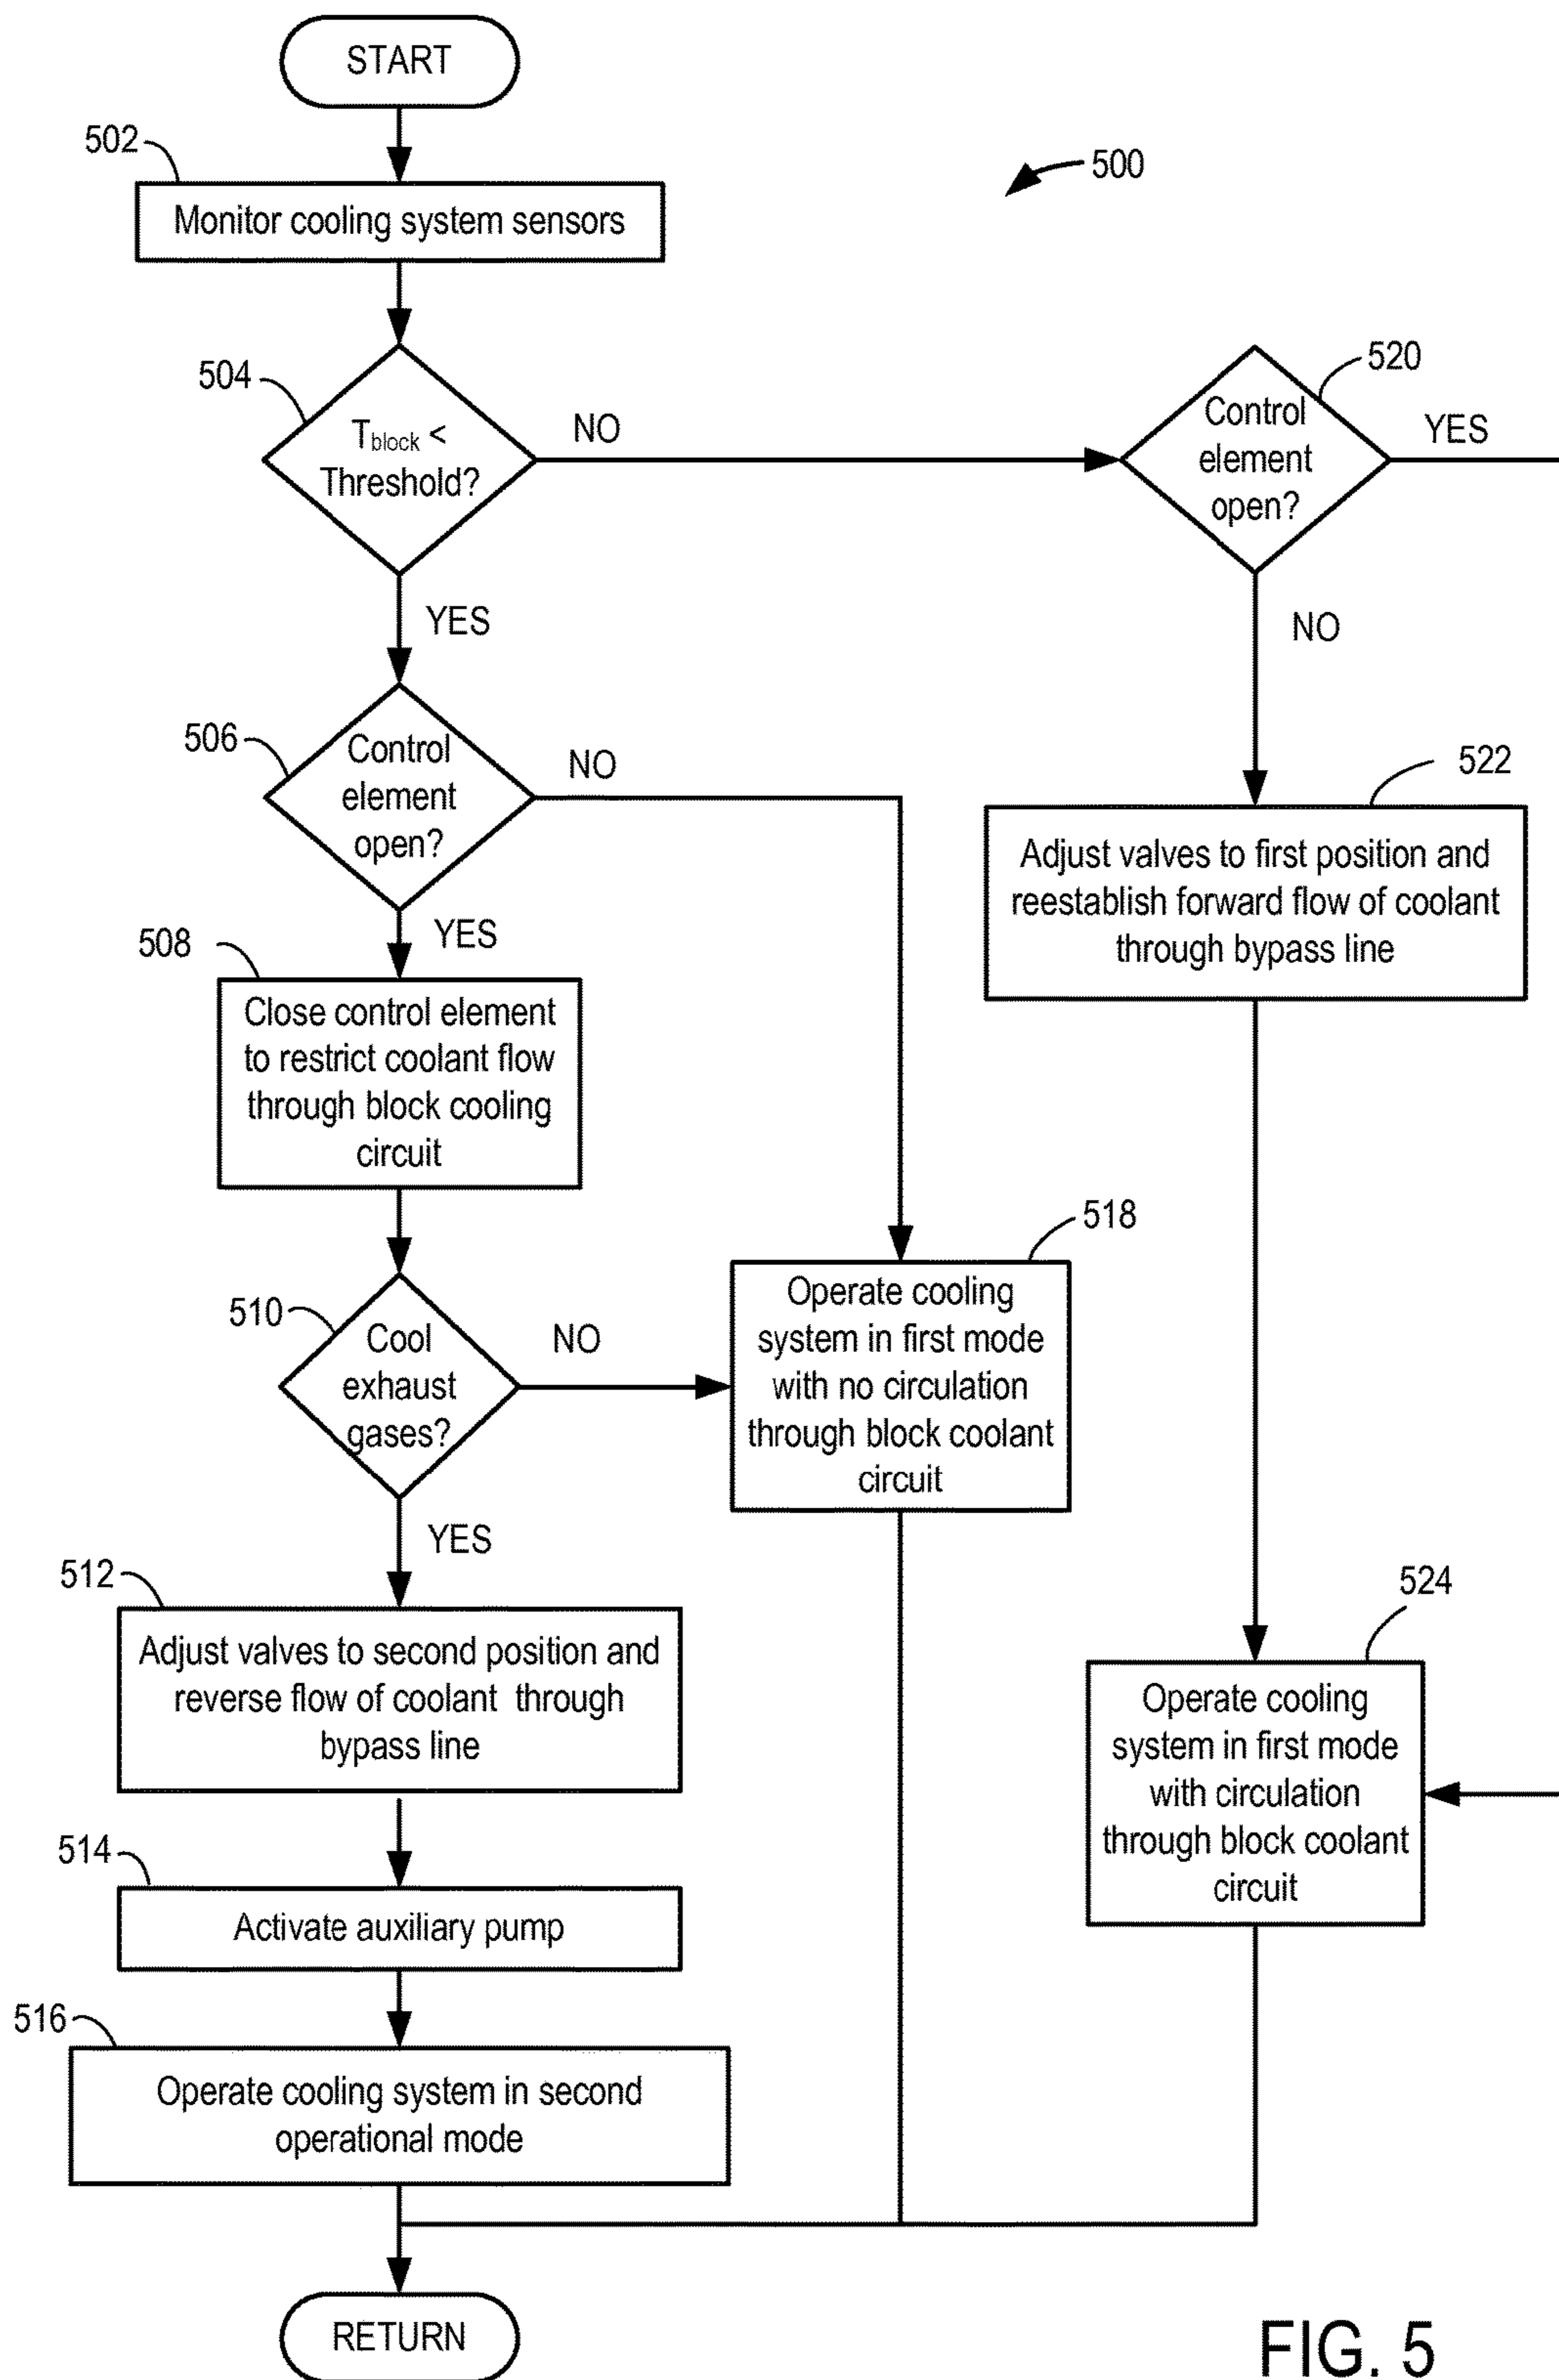 START
502
Monitor cooling system sensors
500
504
T_block <
Threshold?
NO
YES
520
Control
element
open?
YES
NO
506
Control
element
open?
NO
YES
522
Adjust valves to first position and
reestablish forward flow of coolant
through bypass line
508
Close control element
to restrict coolant flow
through block cooling
circuit
510
Cool
exhaust
gases?
NO
YES
518
Operate cooling
system in first mode
with no circulation
through block coolant
circuit
512
Adjust valves to second position and
reverse flow of coolant through
bypass line
524
Operate cooling
system in first mode
with circulation
through block coolant
circuit
514
Activate auxiliary pump
516
Operate cooling system in second
operational mode
RETURN
FIG. 5